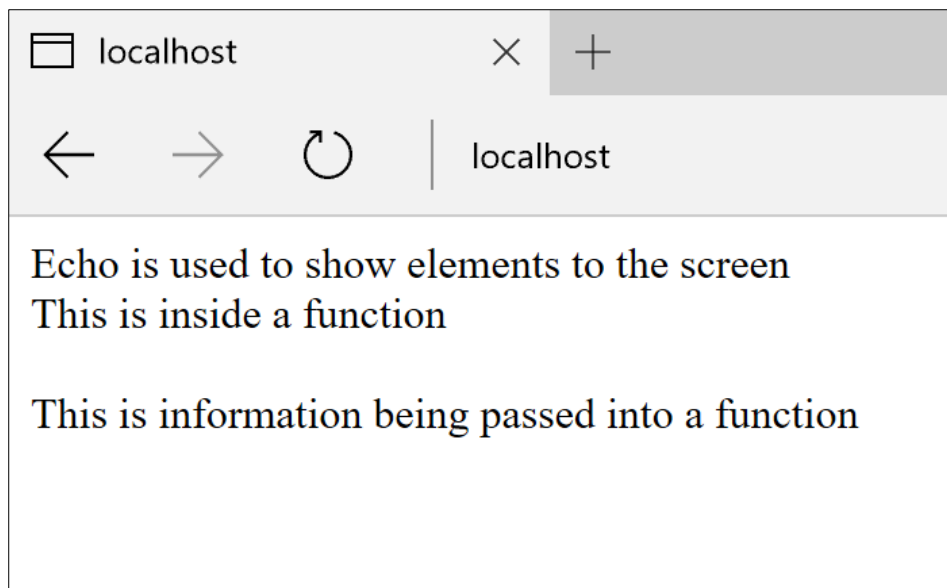 localhost
localhost
Echo is used to show elements to the screen
This is inside a function
This is information being passed into a function